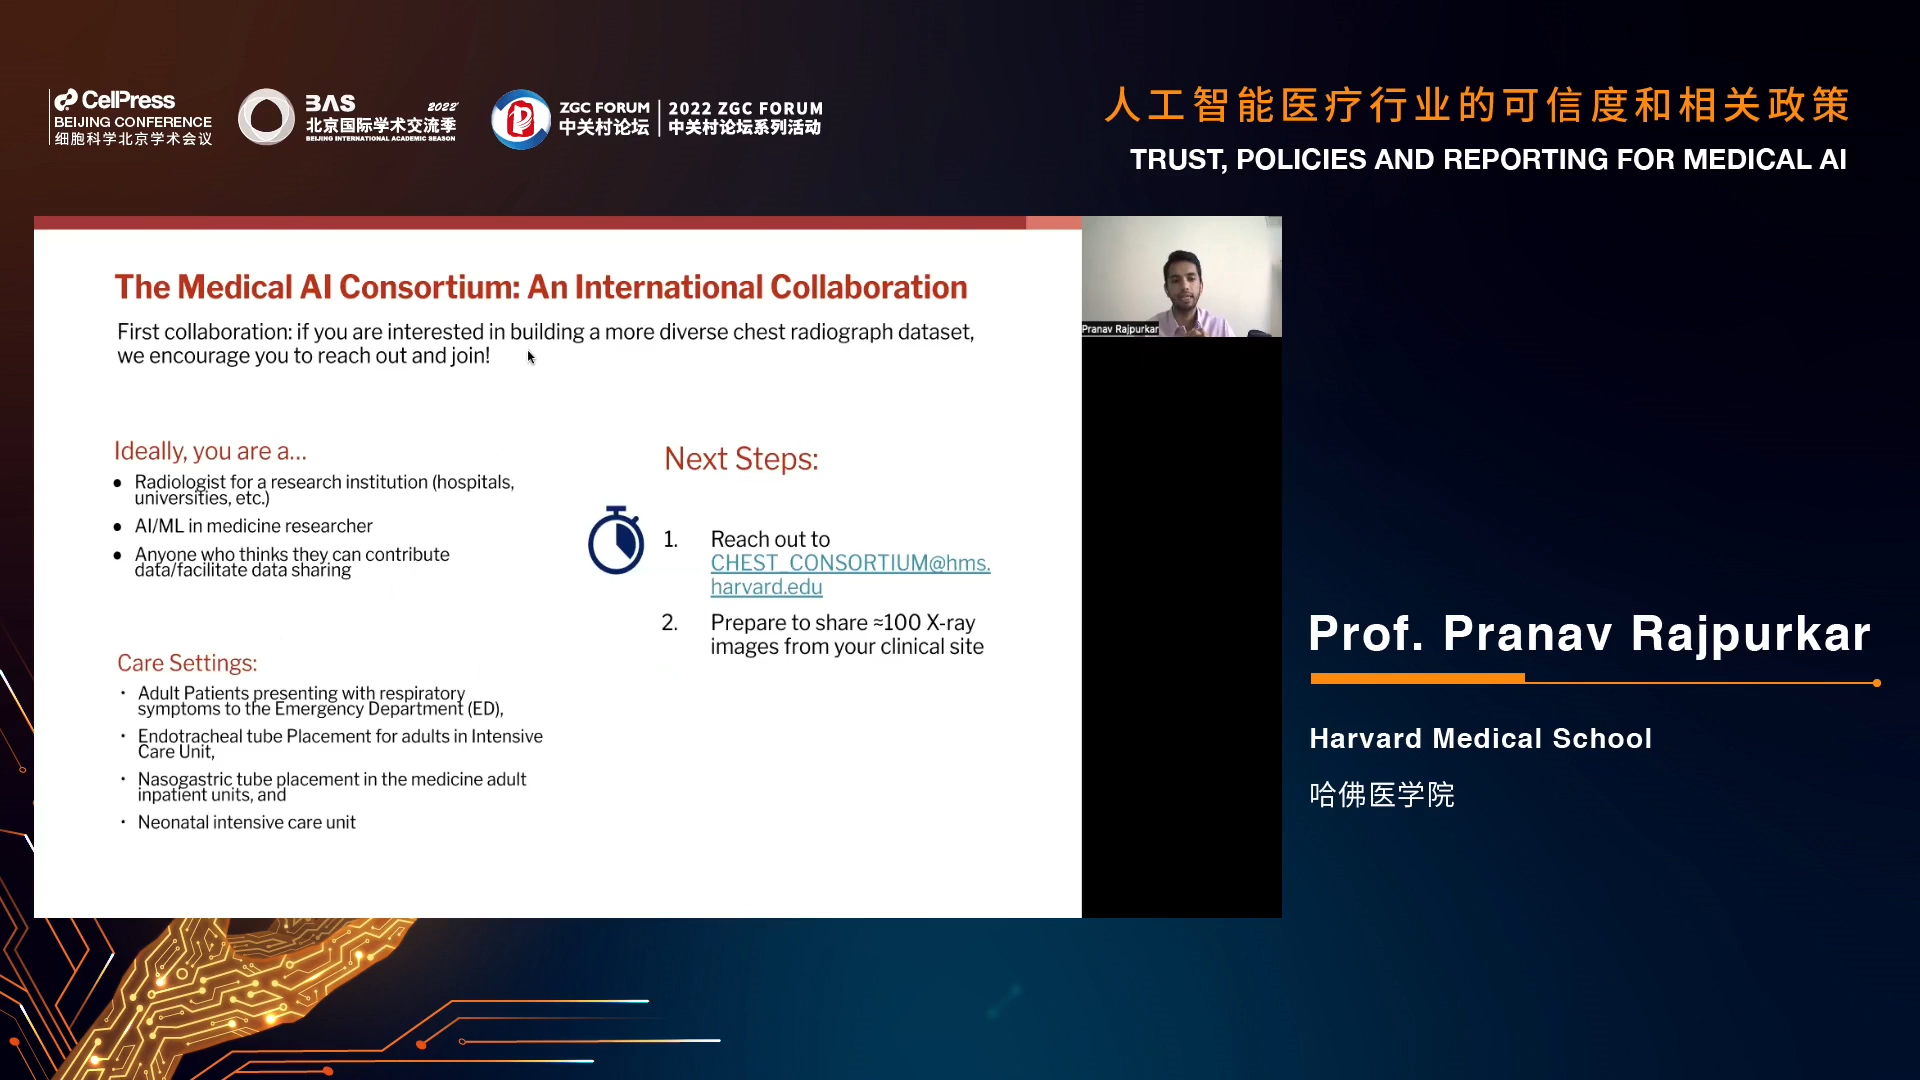 CellPress
BEIJING CONFERENCE
细胞科学北京学术会议
BAS 2022
北京国际学术交流季
BEIJING INTERNATIONAL ACADEMIC SEASON
ZGC FORUM
中关村论坛
2022 ZGC FORUM
中关村论坛系列活动
人工智能医疗行业的可信度和相关政策
TRUST, POLICIES AND REPORTING FOR MEDICAL AI
The Medical AI Consortium: An International Collaboration
First collaboration: if you are interested in building a more diverse chest radiograph dataset,
we encourage you to reach out and join!
Ideally, you are a...
• Radiologist for a research institution (hospitals,
universities, etc.)
• AI/ML in medicine researcher
• Anyone who thinks they can contribute
data/facilitate data sharing
Care Settings:
• Adult Patients presenting with respiratory
symptoms to the Emergency Department (ED),
• Endotracheal tube Placement for adults in Intensive
Care Unit,
• Nasogastric tube placement in the medicine adult
inpatient units, and
• Neonatal intensive care unit
Next Steps:
1. Reach out to
CHEST_CONSORTIUM@hms.
harvard.edu
2. Prepare to share ≈100 X-ray
images from your clinical site
Pranav Rajpurkar
Prof. Pranav Rajpurkar
Harvard Medical School
哈佛医学院